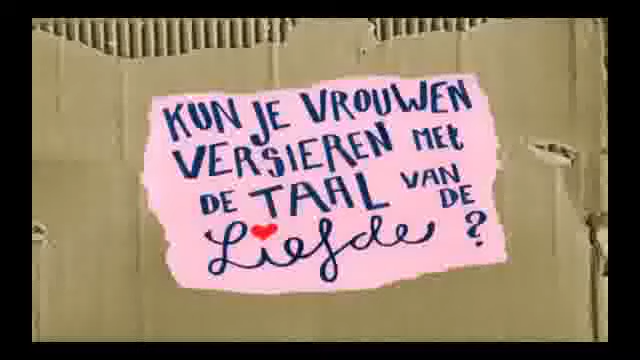 KUN JE VROUWEN
VERSIEREN MET
DE TAAL VAN DE
Liefde?